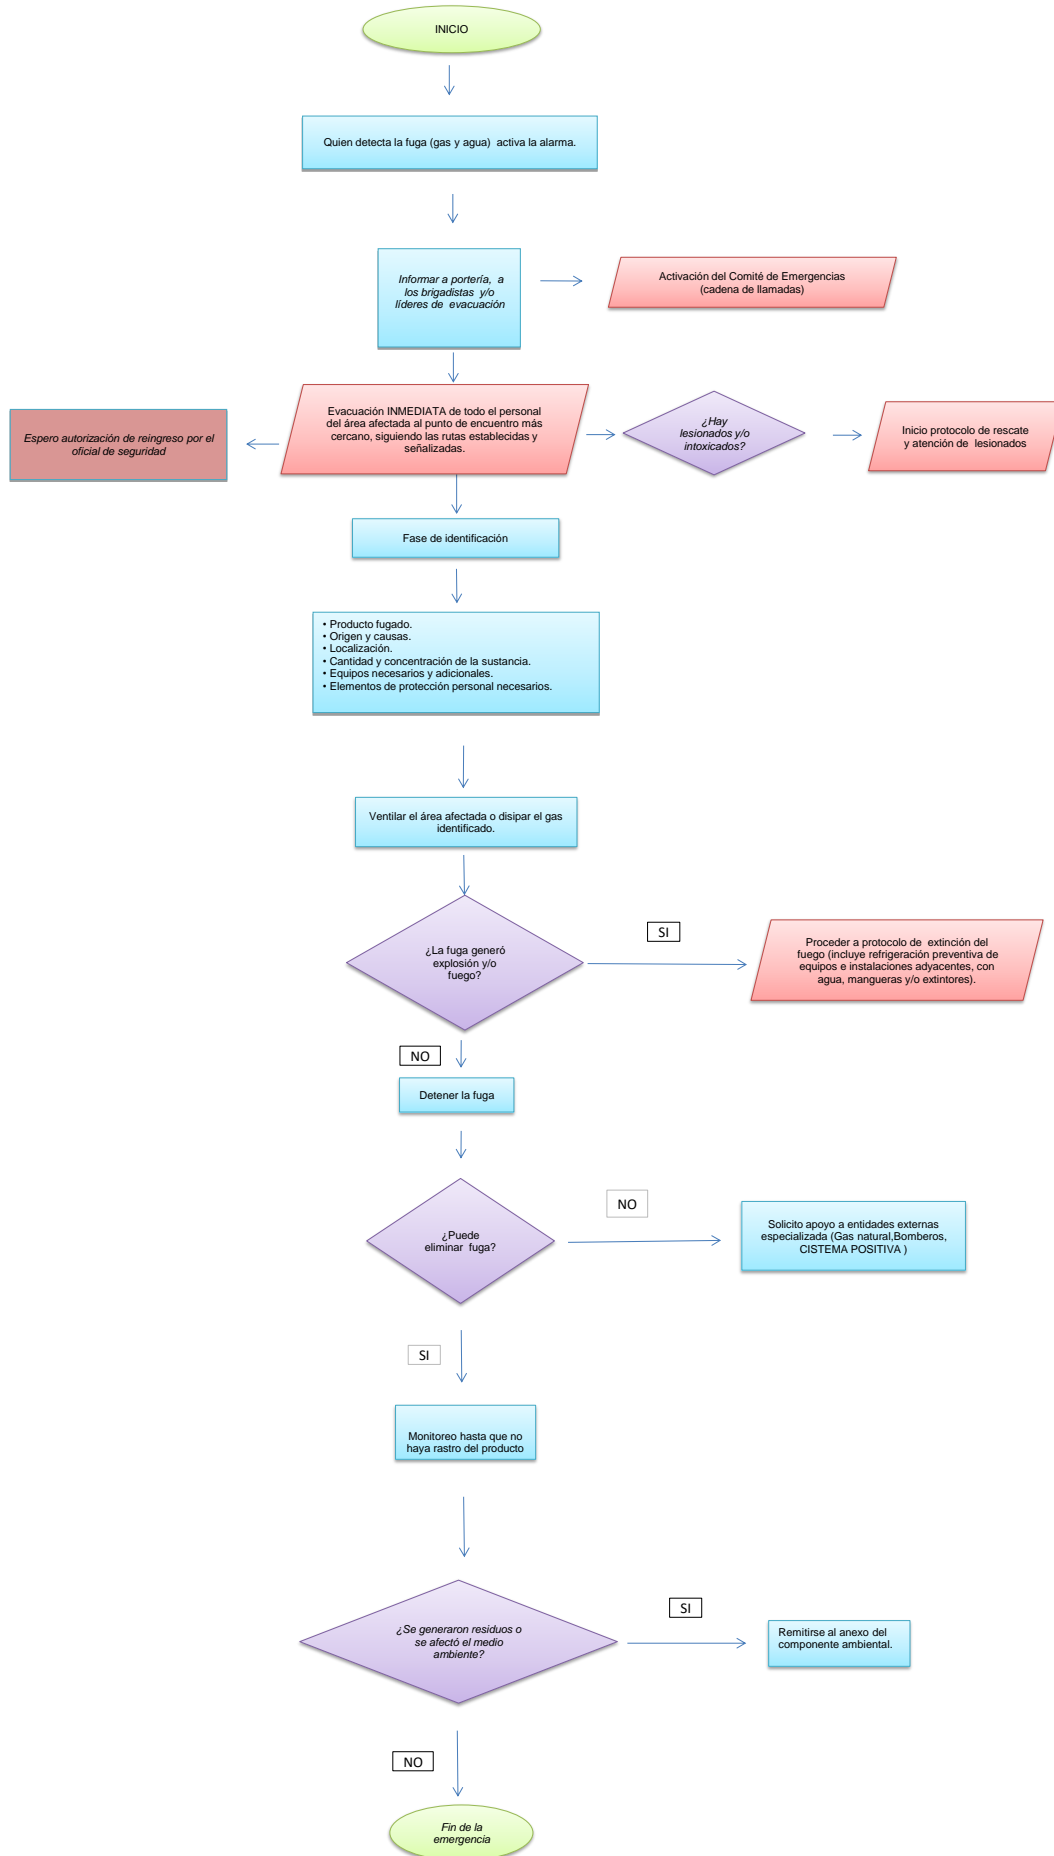 INICIO
Quien detecta la fuga (gas y agua) activa la alarma.
Informar a portería, a
los brigadistas y/o
líderes de evacuación
Activación del Comité de Emergencias
(cadena de llamadas)
Espero autorización de reingreso por el
oficial de seguridad
Evacuación INMEDIATA de todo el personal
del área afectada al punto de encuentro más
cercano, siguiendo las rutas establecidas y
señalizadas.
¿Hay
lesionados y/o
intoxicados?
Inicio protocolo de rescate
y atención de lesionados
Fase de identificación
• Producto fugado.
• Origen y causas.
• Localización.
• Cantidad y concentración de la sustancia.
• Equipos necesarios y adicionales.
• Elementos de protección personal necesarios.
Ventilar el área afectada o disipar el gas
identificado.
¿La fuga generó
explosión y/o
fuego?
SI
Proceder a protocolo de extinción del
fuego (incluye refrigeración preventiva de
equipos e instalaciones adyacentes, con
agua, mangueras y/o extintores).
NO
Detener la fuga
¿Puede
eliminar fuga?
NO
Solicito apoyo a entidades externas
especializada (Gas natural,Bomberos,
CISTEMA POSITIVA )
SI
Monitoreo hasta que no
haya rastro del producto
¿Se generaron residuos o
se afectó el medio
ambiente?
SI
Remitirse al anexo del
componente ambiental.
NO
Fin de la
emergencia